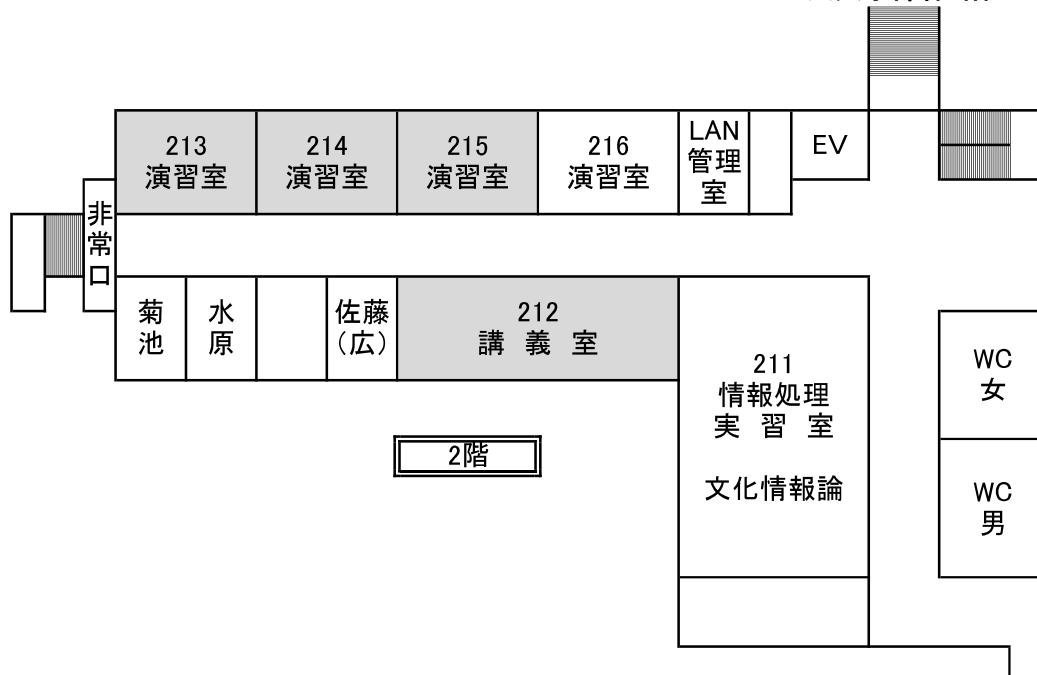 213
演習室
214
演習室
215
演習室
216
演習室
LAN
管理
室
EV
非
常
口
菊
池
水
原
佐藤
（広）
212
講 義 室
211
情報処理
実 習 室
文化情報論
WC
女
2階
WC
男